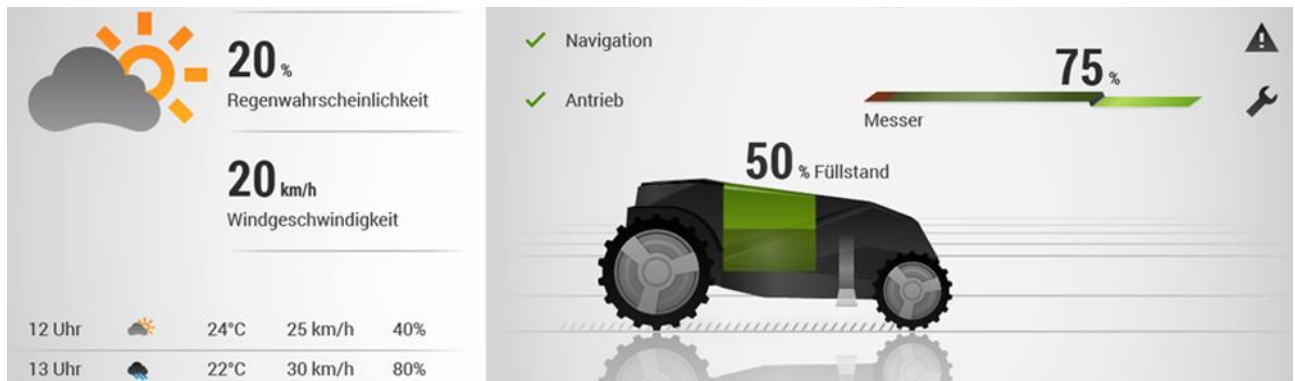 20 %
Regenwahrscheinlichkeit
20 km/h
Windgeschwindigkeit
12 Uhr 24°C 25 km/h 40%
13 Uhr 22°C 30 km/h 80%
Navigation
Antrieb
75 %
Messer
50 % Füllstand